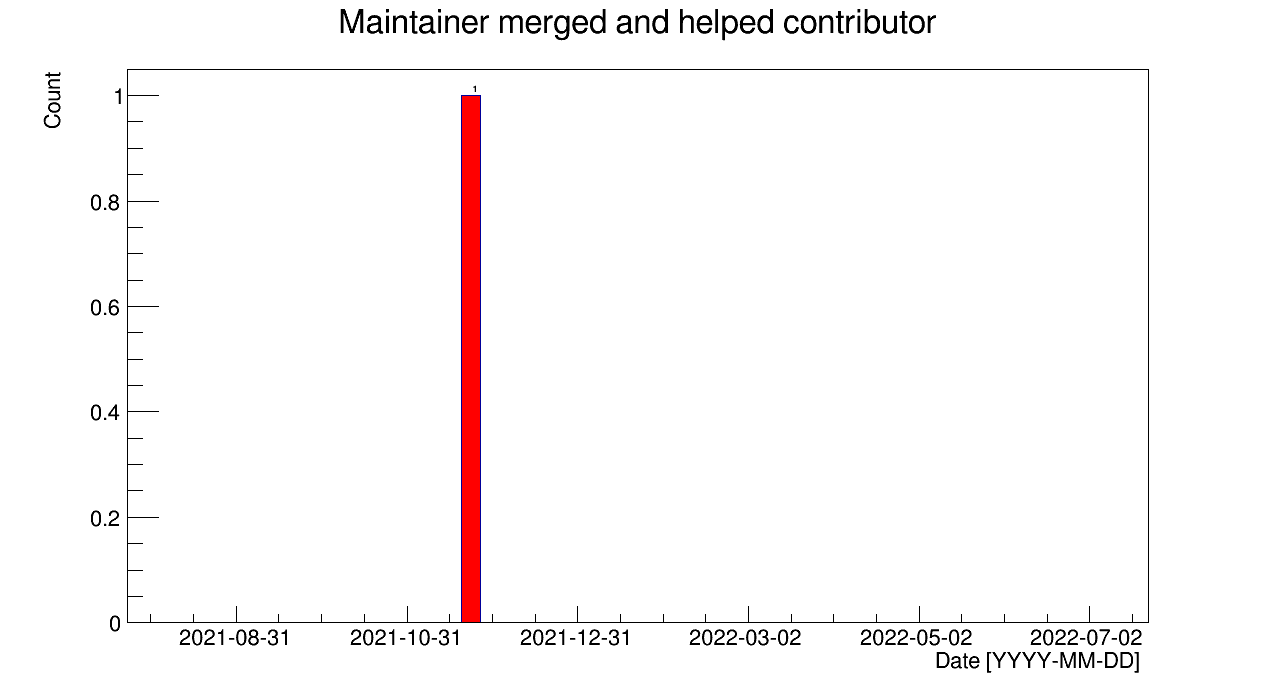 Maintainer merged and helped contributor
Count
1
1
0.8
0.6
0.4
0.2
0
2021-08-31 2021-10-31 2021-12-31 2022-03-02 2022-05-02 2022-07-02
Date [YYYY-MM-DD]